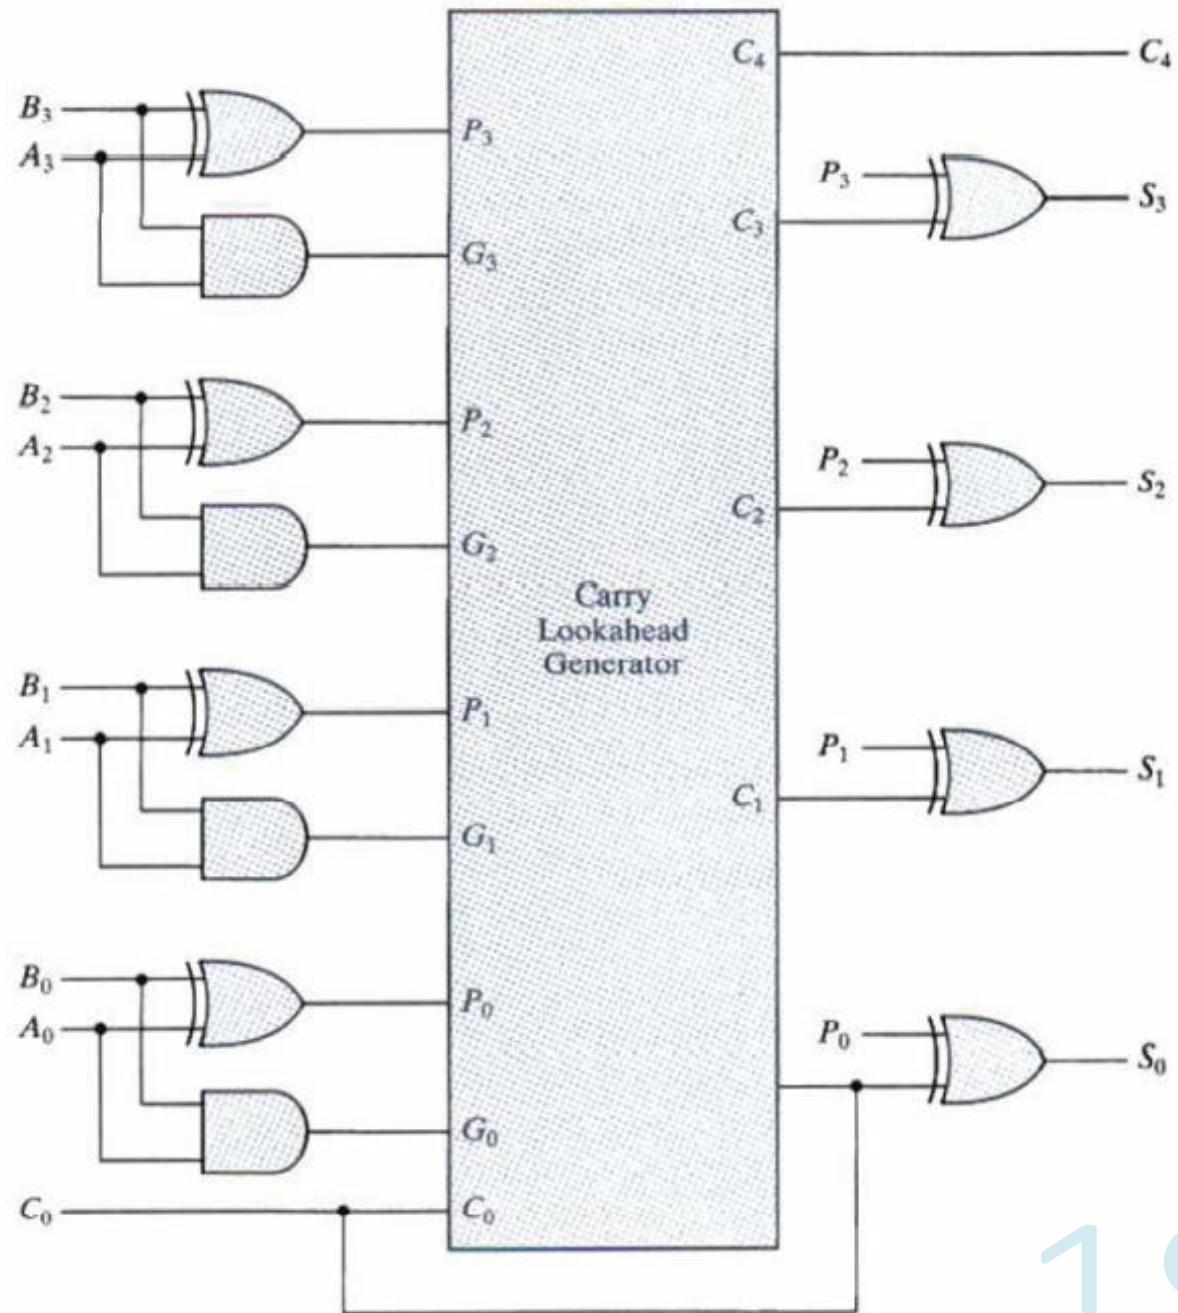 C₄ C₄
B₃
A₃
P₃
P₃
S₃
C₃
G₃
B₂
A₂
P₂
P₂
S₂
C₂
G₂
Carry
Lookahead
Generator
B₁
A₁
P₁
P₁
S₁
C₁
G₁
B₀
A₀
P₀
P₀
S₀
G₀
C₀ C₀